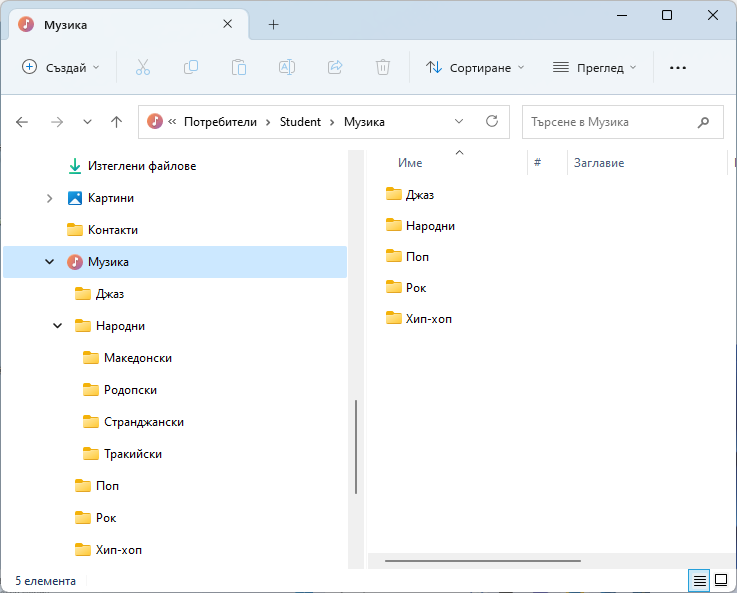 Музика
Създай Сортиране Преглед
« Потребители › Student › Музика Търсене в Музика
Изтеглени файлове
Картини
Контакти
Музика
Джаз
Народни
Македонски
Родопски
Странджански
Тракийски
Поп
Рок
Хип-хоп
Име # Заглавие
Джаз
Народни
Поп
Рок
Хип-хоп
5 елемента